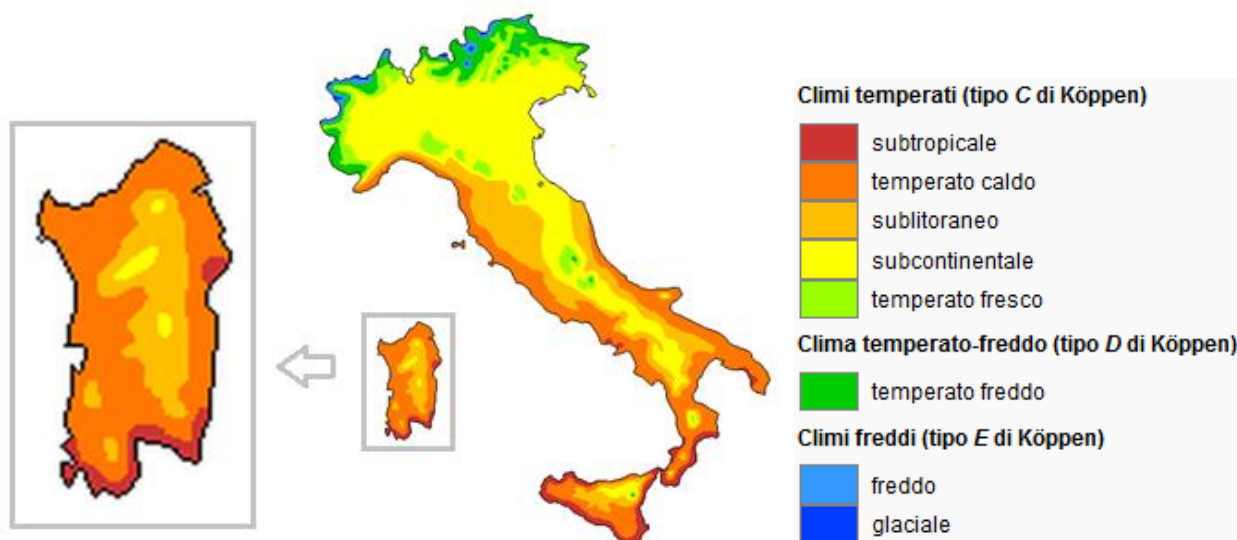 Climi temperati (tipo C di Köppen)
subtropicale
temperato caldo
sublitoraneo
subcontinentale
temperato fresco
Clima temperato-freddo (tipo D di Köppen)
temperato freddo
Climi freddi (tipo E di Köppen)
freddo
glaciale